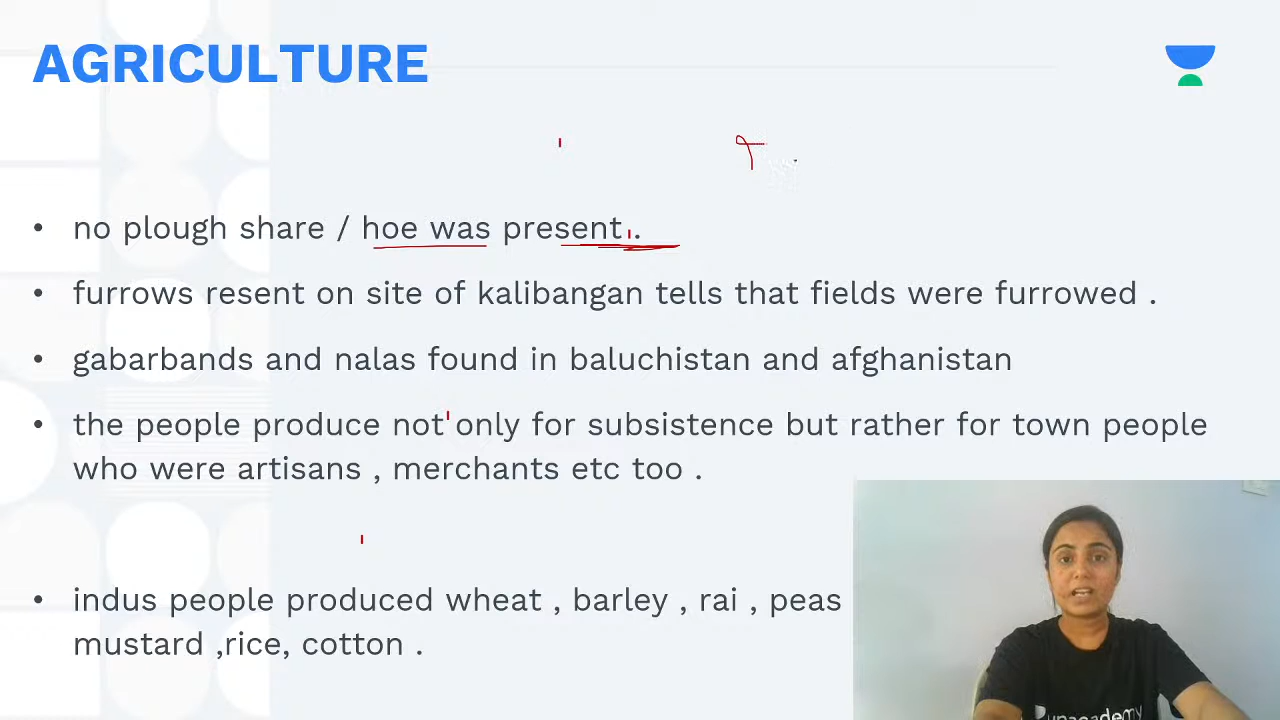 AGRICULTURE
• no plough share / hoe was present .
• furrows resent on site of kalibangan tells that fields were furrowed .
• gabarbands and nalas found in baluchistan and afghanistan
• the people produce not only for subsistence but rather for town people
who were artisans , merchants etc too .
• indus people produced wheat , barley , rai , peas
mustard ,rice, cotton .
unacademy